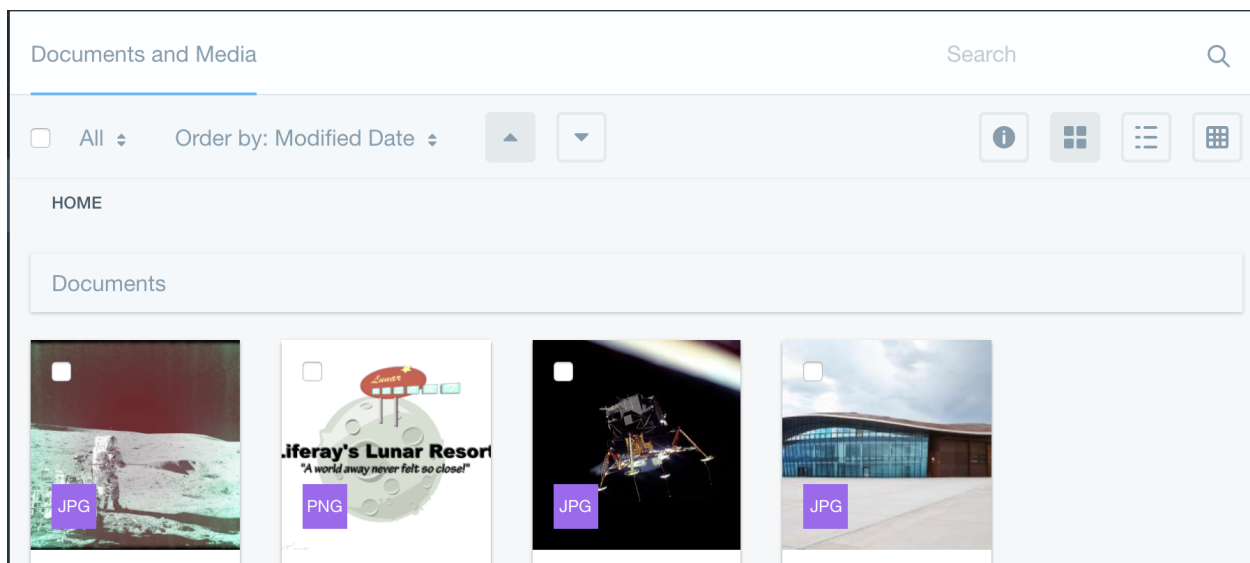 Documents and Media
Search
All
Order by: Modified Date
HOME
Documents
Lunar
Liferay's Lunar Resort
"A world away never felt so close!"
JPG
PNG
JPG
JPG